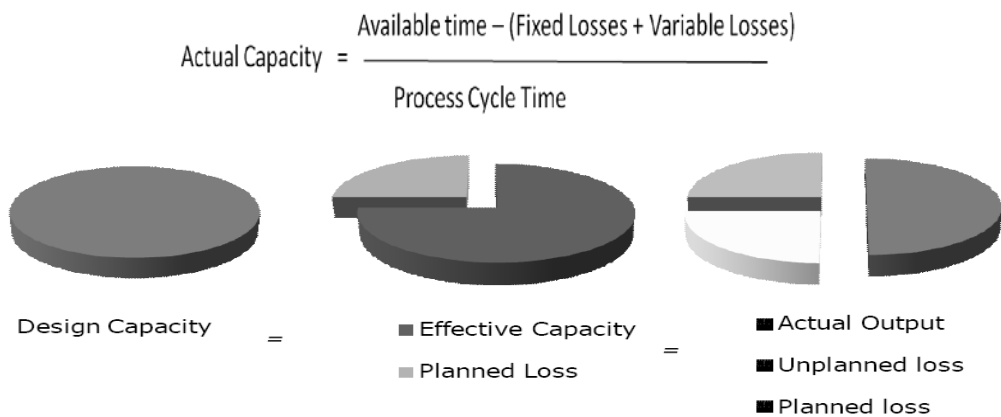 Available time – (Fixed Losses + Variable Losses)
Actual Capacity =
Process Cycle Time
Design Capacity
=
Effective Capacity
Planned Loss
=
Actual Output
Unplanned loss
Planned loss